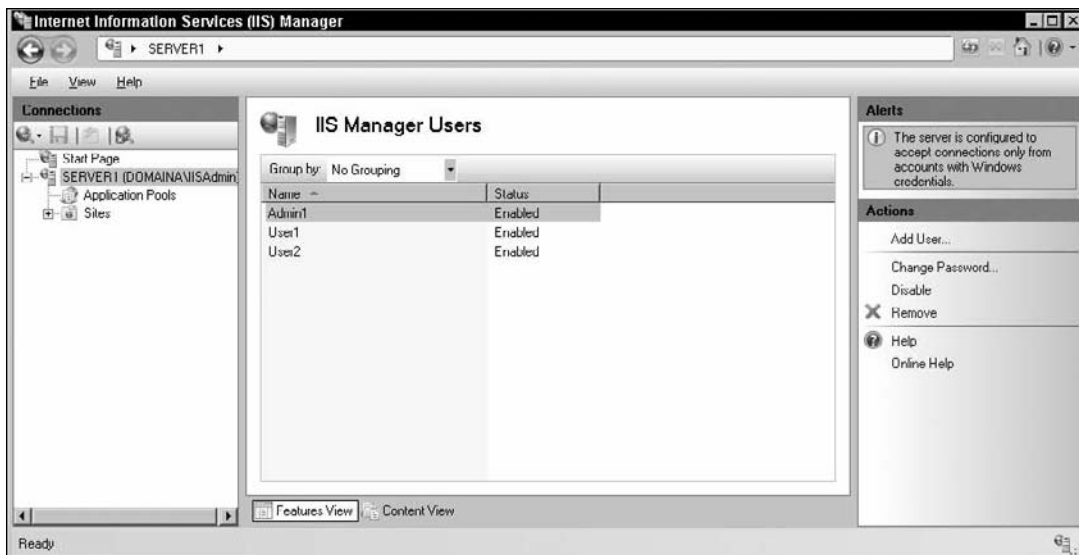 Internet Information Services (IIS) Manager
SERVER1
File View Help
Connections
Start Page
SERVER1 (DOMAINA\IISAdmin
Application Pools
Sites
IIS Manager Users
Group by: No Grouping
Name Status
Admin1 Enabled
User1 Enabled
User2 Enabled
Features View Content View
Alerts
The server is configured to
accept connections only from
accounts with Windows
credentials.
Actions
Add User...
Change Password...
Disable
Remove
Help
Online Help
Ready